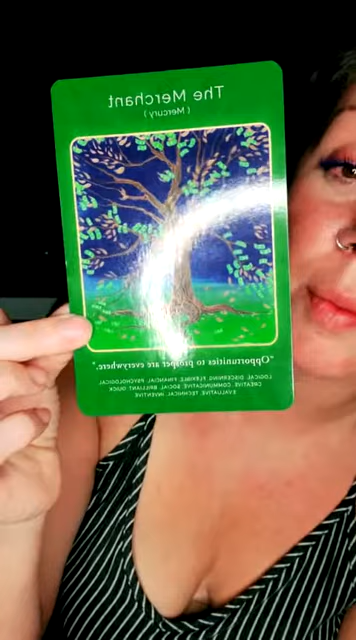 The Merchant
( Mercury )
"Opportunities to prosper are everywhere."
LOGICAL, DISCERNING, FLEXIBLE, FINANCIAL, PSYCHOLOGICAL
CREATIVE, COMMUNICATIVE, SOCIAL, BRILLIANT, QUICK
EVALUATIVE, TECHNICAL, INVENTIVE